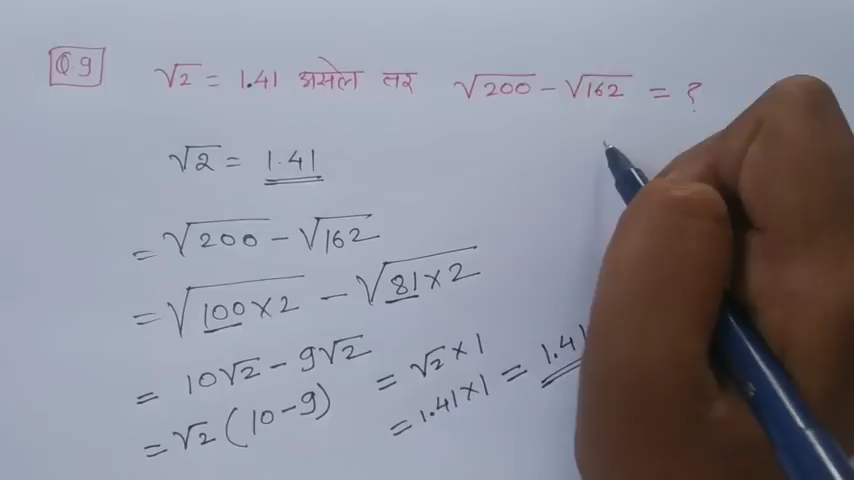 Q.9 √2 = 1.41 असेल तर √200 - √162 = ?
√2 = 1.41
= √200 - √162
= √100×2 - √81×2
= 10√2 - 9√2
= √2 (10-9)
= √2 × 1
= 1.41×1 = 1.41